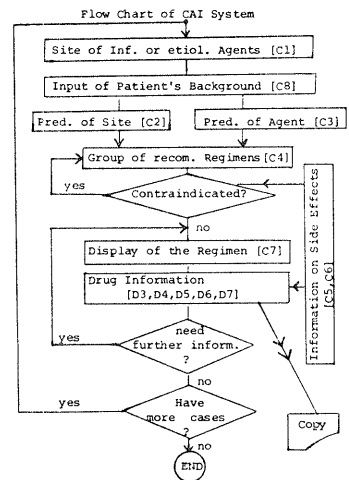 Flow Chart of CAI System
Site of Inf. or etiol. Agents [C1]
Input of Patient's Background [C8]
Pred. of Site [C2]
Pred. of Agent [C3]
Group of recom. Regimens[C4]
yes
Contraindicated?
no
Information on Side Effects
[C5,C6]
Display of the Regimen [C7]
Drug Information
[D3,D4,D5,D6,D7]
need
yes
further inform.
?
no
Have
yes
more cases
?
no
Copy
END